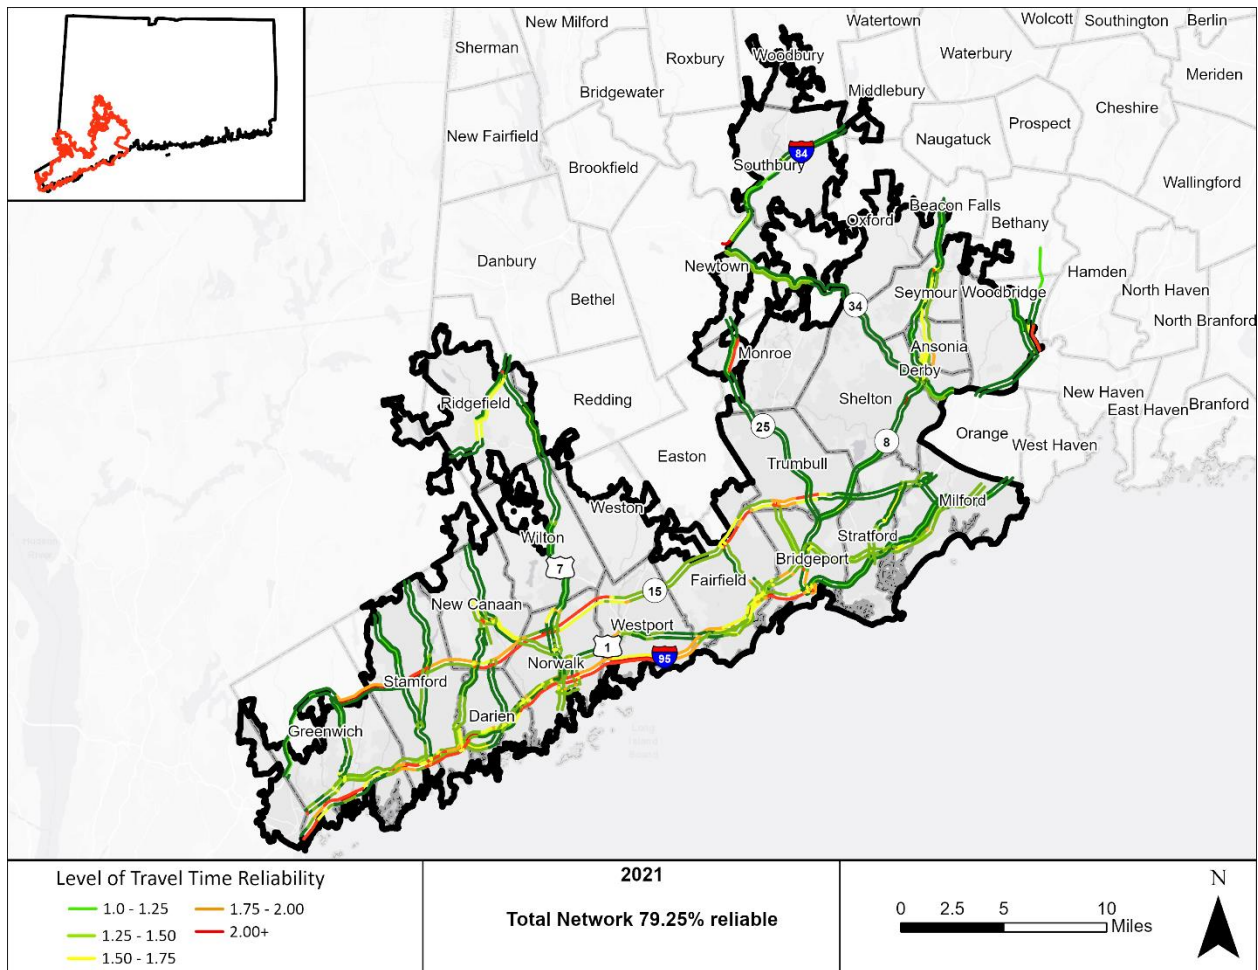 New Milford
Watertown
Wolcott
Southington
Berlin
Sherman
Roxbury
Woodbury
Waterbury
Meriden
Bridgewater
Middlebury
Cheshire
New Fairfield
Prospect
Naugatuck
Brookfield
Southbury
84
Wallingford
Beacon Falls
Oxford
Bethany
Danbury
Newtown
Hamden
Bethel
Seymour
Woodbridge
North Haven
34
North Branford
Monroe
Ansonia
Derby
Ridgefield
Redding
Shelton
New Haven
Branford
East Haven
25
8
Orange
West Haven
Easton
Trumbull
Milford
Weston
Wilton
Stratford
Bridgeport
7
Fairfield
15
New Canaan
Westport
1
Norwalk
95
Stamford
Darien
Greenwich
Level of Travel Time Reliability
1.0 - 1.25
1.75 - 2.00
1.25 - 1.50
2.00+
1.50 - 1.75
2021
Total Network 79.25% reliable
0 2.5 5 10
Miles
N